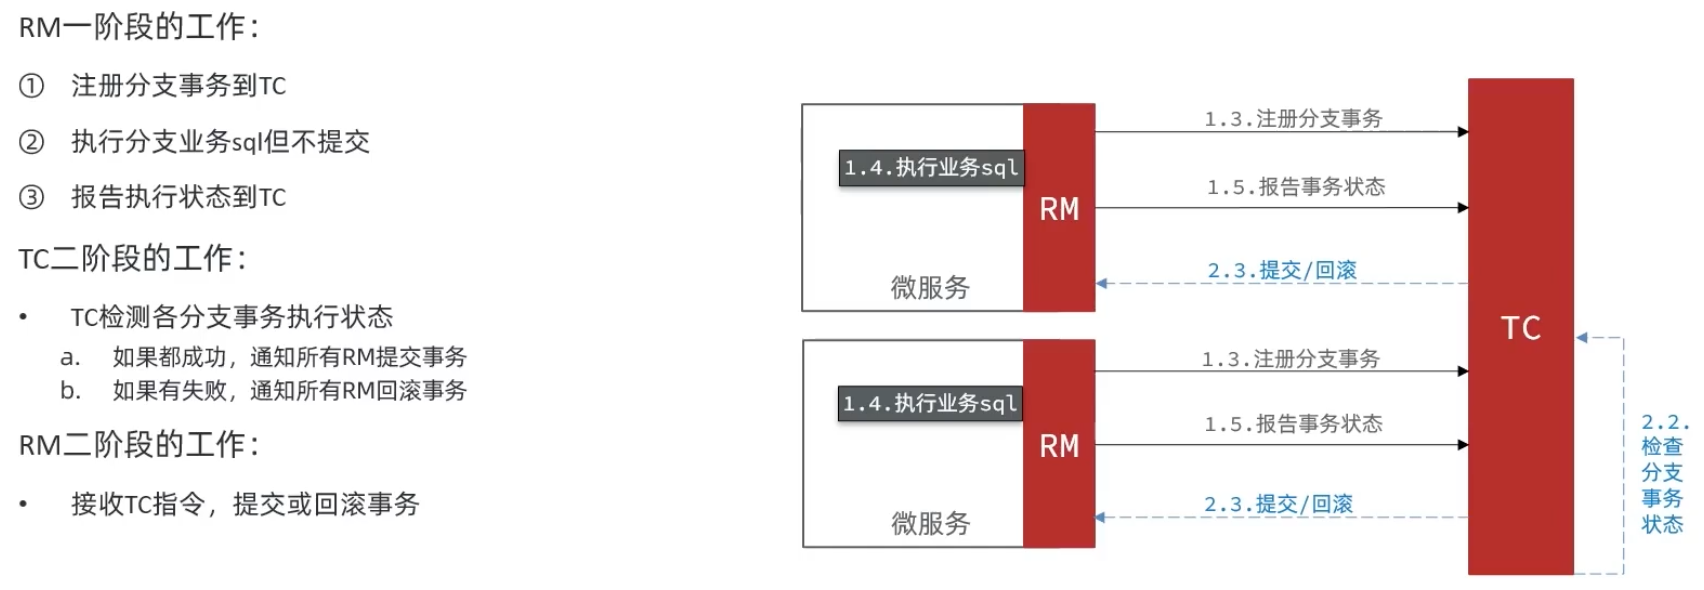 RM一阶段的工作：
① 注册分支事务到TC
② 执行分支业务sql但不提交
③ 报告执行状态到TC
TC二阶段的工作：
• TC检测各分支事务执行状态
a. 如果都成功，通知所有RM提交事务
b. 如果有失败，通知所有RM回滚事务
RM二阶段的工作：
• 接收TC指令，提交或回滚事务
1.3.注册分支事务
1.4.执行业务sql
1.5.报告事务状态
RM
2.3.提交/回滚
微服务
TC
1.3.注册分支事务
1.4.执行业务sql
1.5.报告事务状态
RM
2.3.提交/回滚
微服务
2.2.
检查
分支
事务
状态